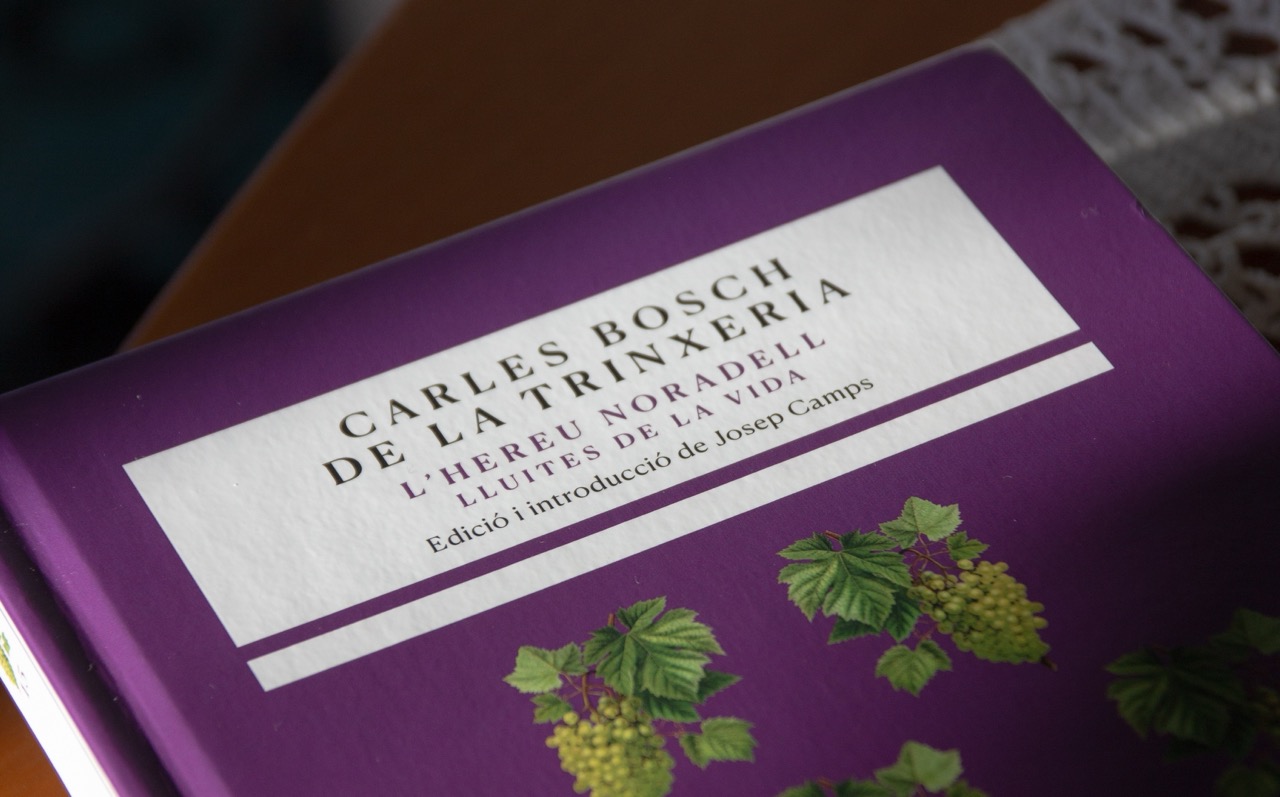 CARLES BOSCH
DE LA TRINXERIA
L'HEREU NORADELL
LLUITES DE LA VIDA
Edició i introducció de Josep Camps